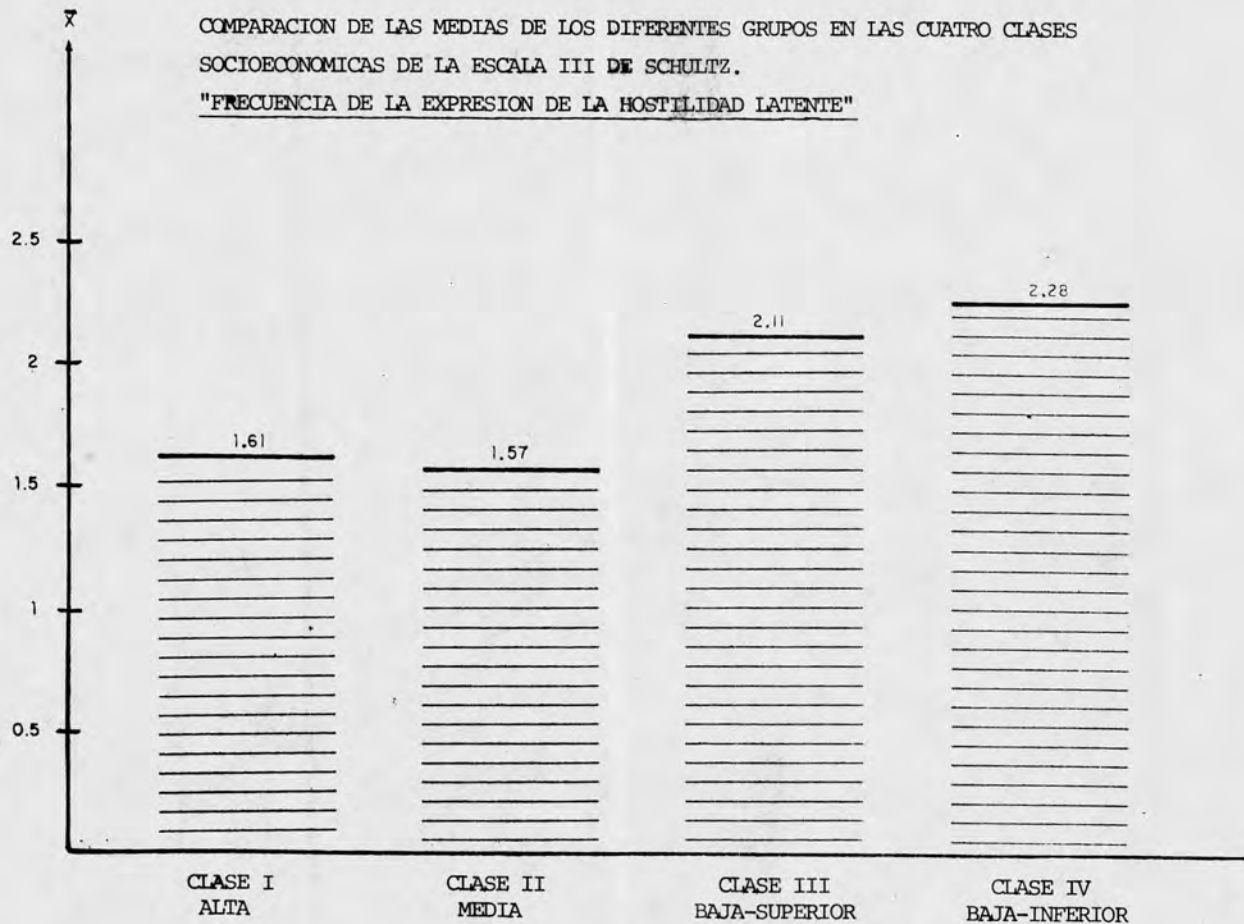 X̄
COMPARACION DE LAS MEDIAS DE LOS DIFERENTES GRUPOS EN LAS CUATRO CLASES
SOCIOECONOMICAS DE LA ESCALA III DE SCHULTZ.
"FRECUENCIA DE LA EXPRESION DE LA HOSTILIDAD LATENTE"
2.5
2
1.5
1
0.5
1.61
1.57
2.11
2.28
CLASE I
ALTA
CLASE II
MEDIA
CLASE III
BAJA-SUPERIOR
CLASE IV
BAJA-INFERIOR